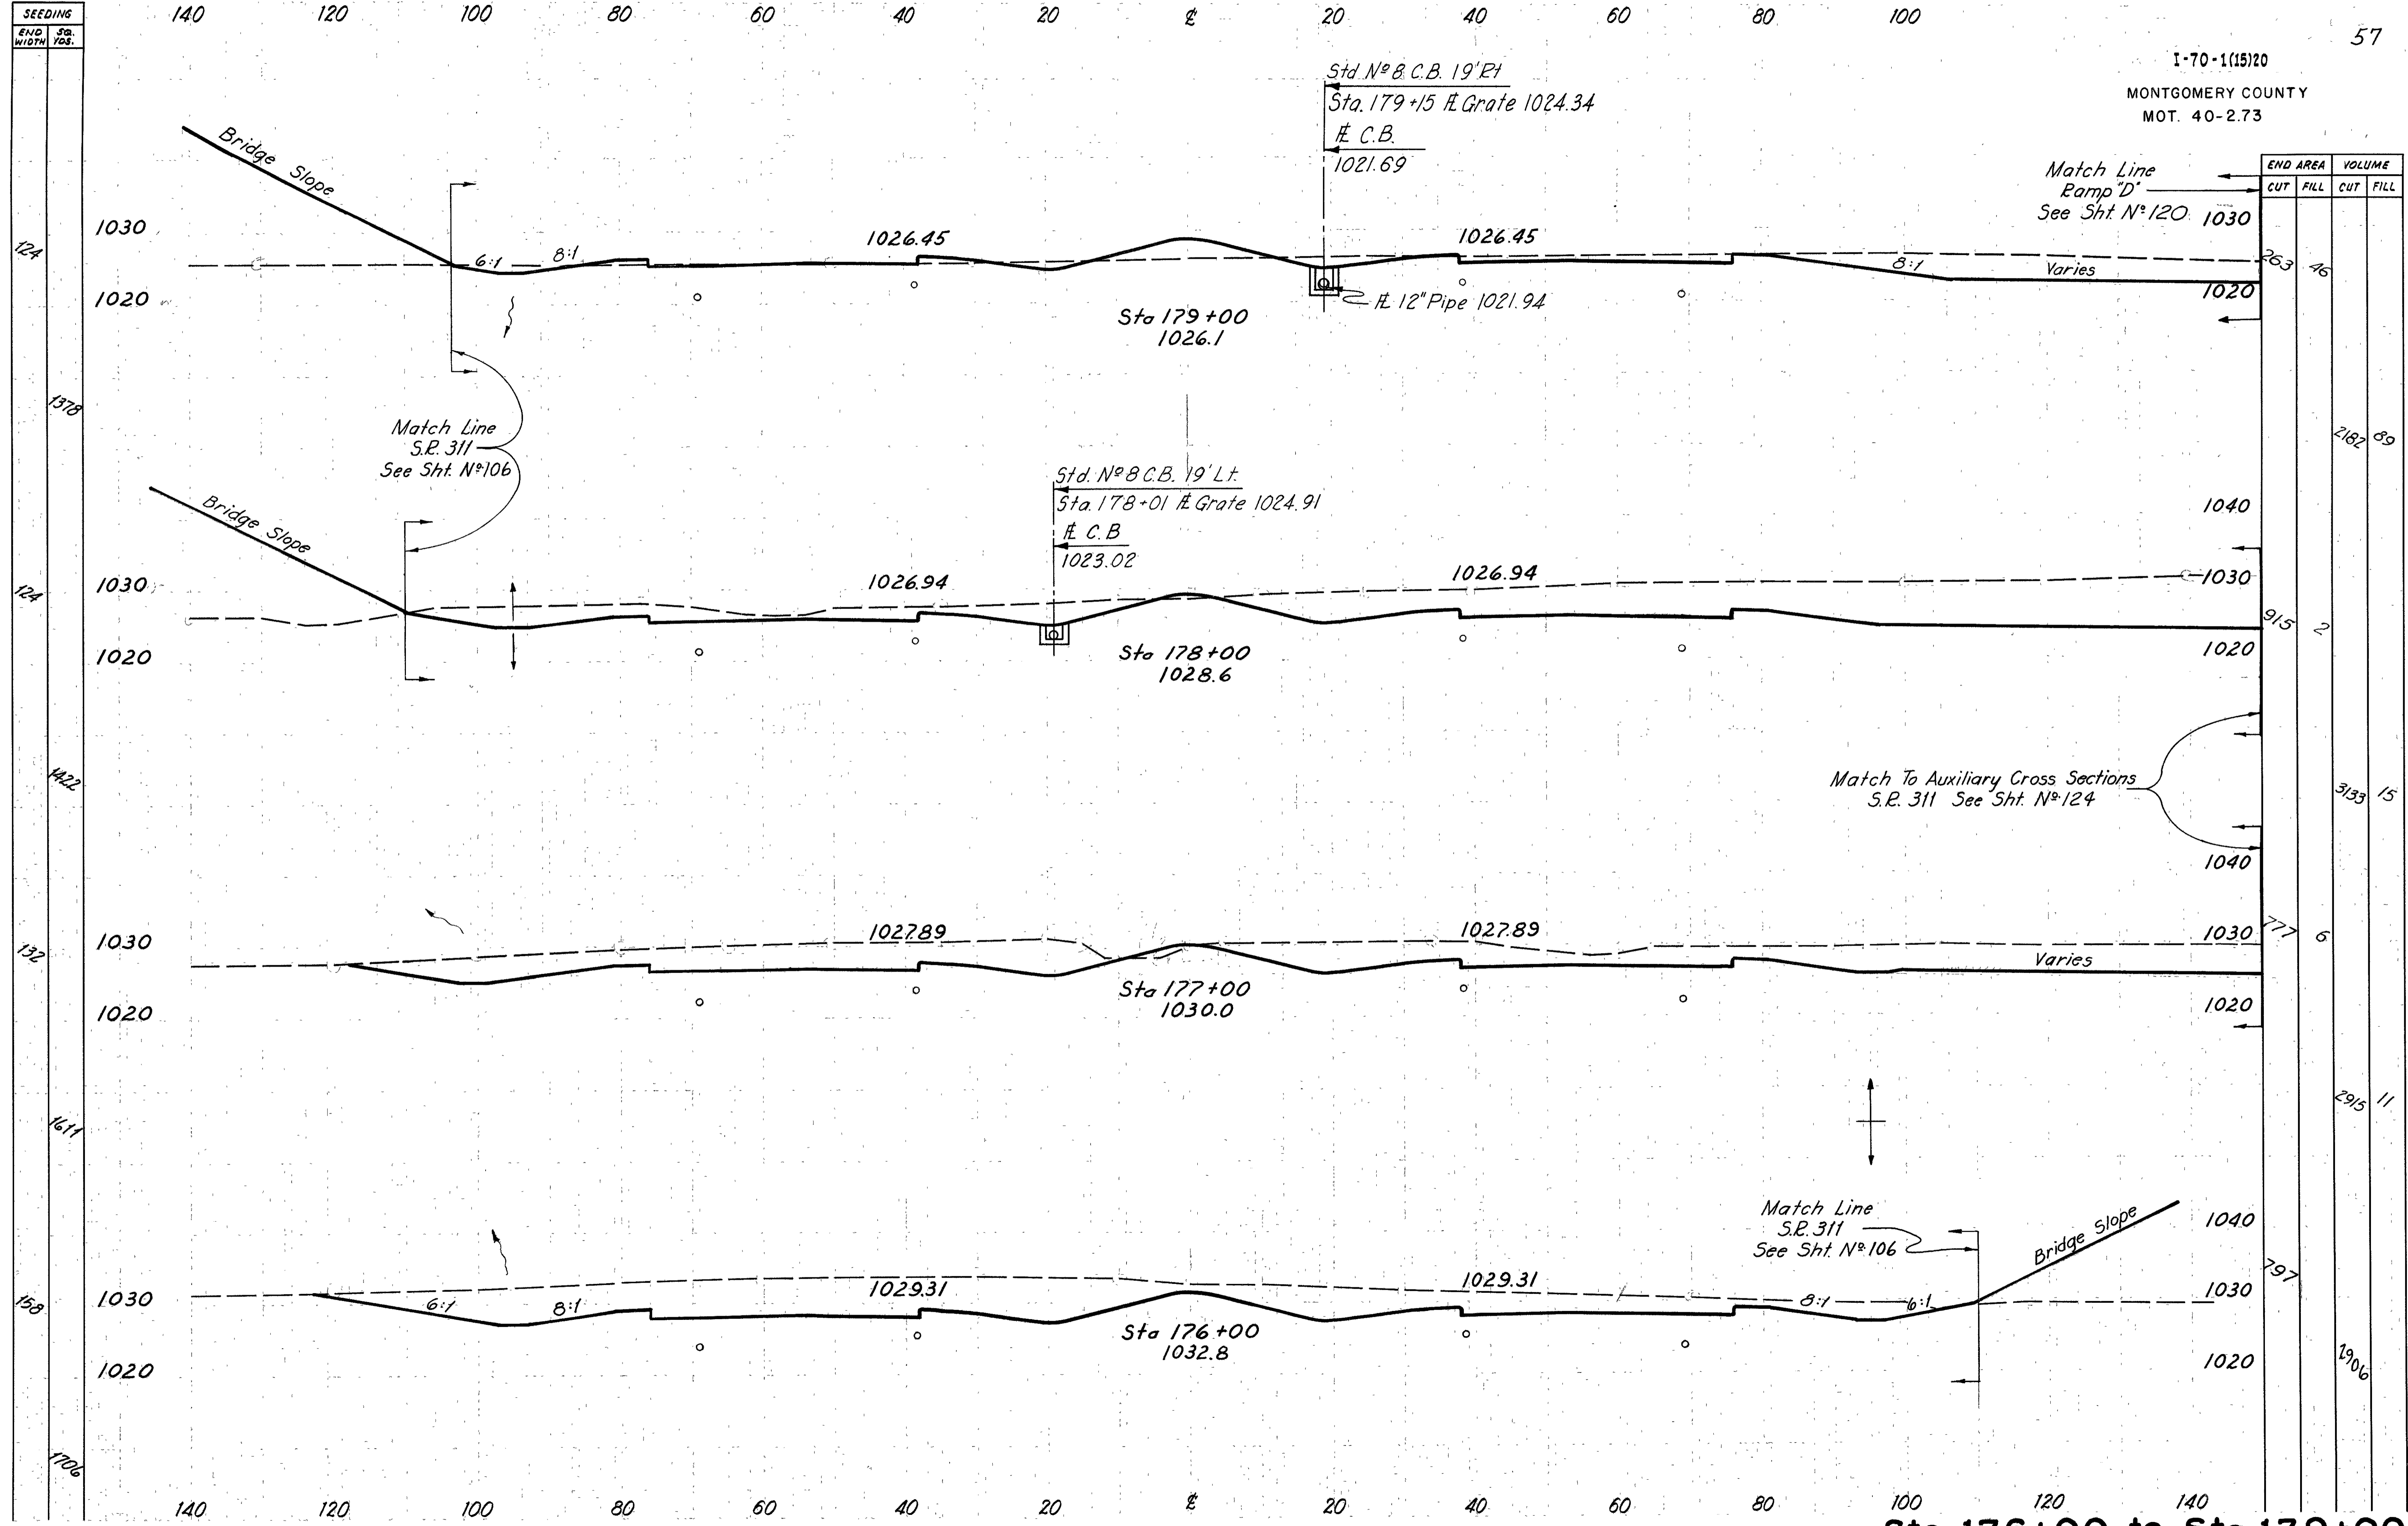 SEEDING
END WIDTH
SQ. YDS.
140 120 100 80 60 40 20 ℄ 20 40 60 80 100
57
I-70-1(15)20
MONTGOMERY COUNTY
MOT. 40-2.73
Std. Nº 8 C.B. 19' Rt
Sta. 179+15 Grate 1024.34
C.B.
1021.69
Match Line
Ramp "D"
See Sht. Nº 120
END AREA VOLUME
CUT FILL CUT FILL
Bridge Slope
1030
1020
124
6:1
8:1
1026.45
1026.45
8:1
Varies
1030
1020
263 46
12" Pipe 1021.94
Sta 179+00
1026.1
1378
Match Line
S.R. 311
See Sht. Nº 106
2182 89
Std. Nº 8 C.B. 19' Lt.
Sta. 178+01 Grate 1024.91
C.B
1023.02
Bridge Slope
1040
1030
1020
124
1026.94
1026.94
1030
1020
915 2
Sta 178+00
1028.6
1422
Match To Auxiliary Cross Sections
S.R. 311 See Sht. Nº 124
3133 15
1040
1030
1020
132
1027.89
1027.89
Varies
1030
1020
777 6
Sta 177+00
1030.0
1611
2915 11
Match Line
S.R. 311
See Sht. Nº 106
Bridge Slope
1040
1030
1020
158
6:1
8:1
1029.31
1029.31
8:1
6:1
1030
1020
797
Sta 176+00
1032.8
2906
1706
140 120 100 80 60 40 20 ℄ 20 40 60 80 100 120 140
Sta. 176+00 to Sta. 179+00